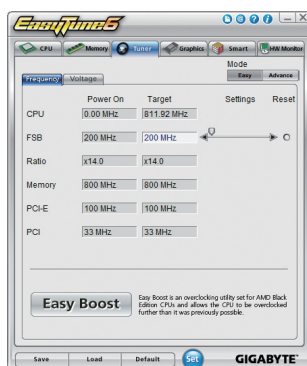 EasyTune6
CPU Memory Tuner Graphics Smart HW Monitor
Mode
Easy Advance
Frequency Voltage
Power On Target Settings Reset
CPU 0.00 MHz 811.92 MHz
FSB 200 MHz 200 MHz
Ratio x14.0 x14.0
Memory 800 MHz 800 MHz
PCI-E 100 MHz 100 MHz
PCI 33 MHz 33 MHz
Easy Boost
Easy Boost is an overclocking utility set for AMD Black
Edition CPUs and allows the CPU to be overclocked
further than it was previously possible.
Save Load Default Set GIGABYTE